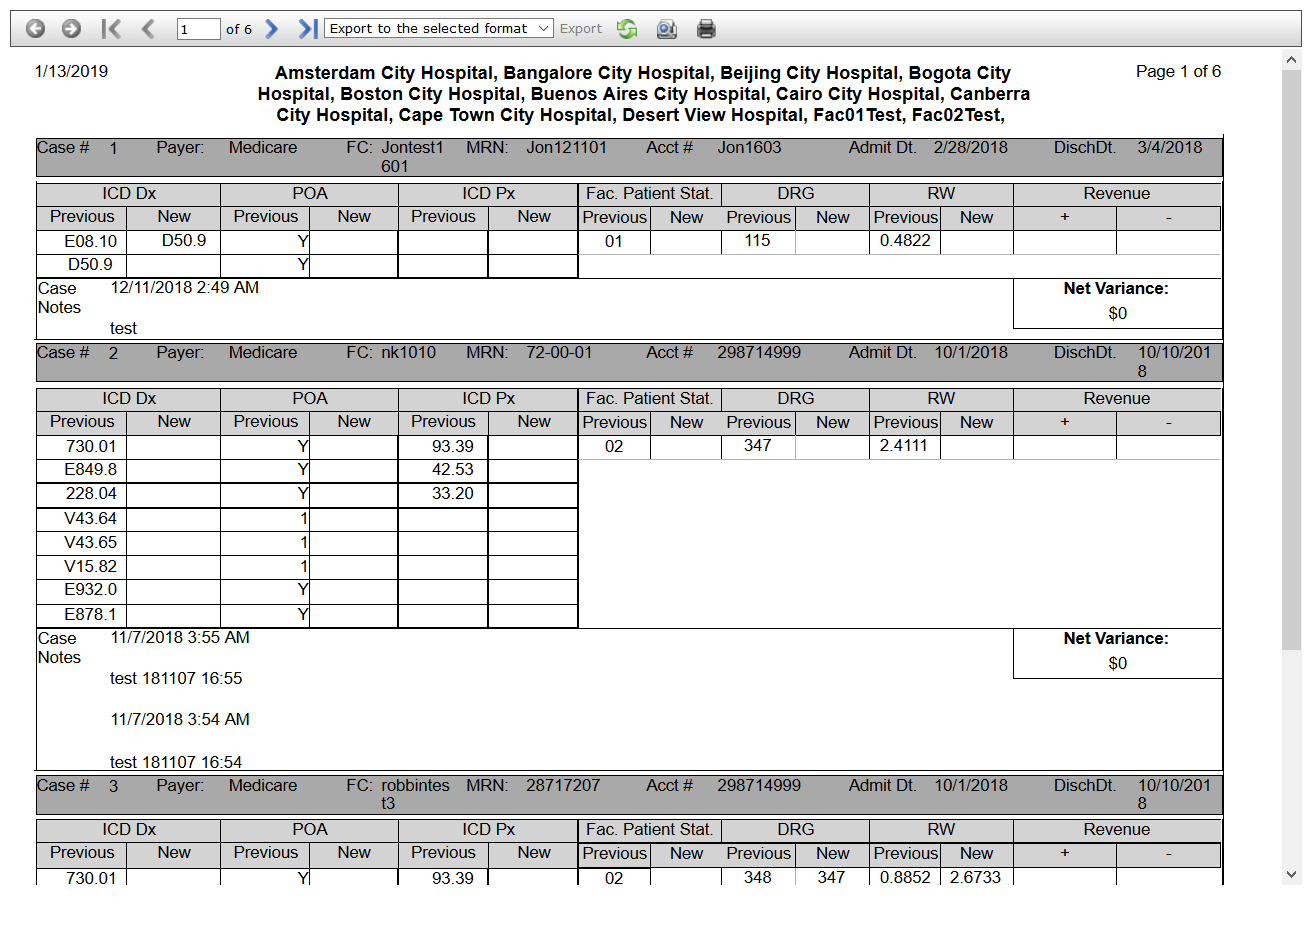 1 of 6 Export to the selected format Export
1/13/2019 Page 1 of 6
Amsterdam City Hospital, Bangalore City Hospital, Beijing City Hospital, Bogota City
Hospital, Boston City Hospital, Buenos Aires City Hospital, Cairo City Hospital, Canberra
City Hospital, Cape Town City Hospital, Desert View Hospital, Fac01Test, Fac02Test,
Case # 1 Payer: Medicare FC: Jontest1 MRN: Jon121101 Acct # Jon1603 Admit Dt. 2/28/2018 DischDt. 3/4/2018
601
ICD Dx POA ICD Px Fac. Patient Stat. DRG RW Revenue
Previous New Previous New Previous New Previous New Previous New Previous New + -
E08.10 D50.9 Y 01 115 0.4822
D50.9 Y
Case 12/11/2018 2:49 AM Net Variance:
Notes
$0
test
Case # 2 Payer: Medicare FC: nk1010 MRN: 72-00-01 Acct # 298714999 Admit Dt. 10/1/2018 DischDt. 10/10/201
8
ICD Dx POA ICD Px Fac. Patient Stat. DRG RW Revenue
Previous New Previous New Previous New Previous New Previous New Previous New + -
730.01 Y 93.39 02 347 2.4111
E849.8 Y 42.53
228.04 Y 33.20
V43.64 1
V43.65 1
V15.82 1
E932.0 Y
E878.1 Y
Case 11/7/2018 3:55 AM Net Variance:
Notes
$0
test 181107 16:55
11/7/2018 3:54 AM
test 181107 16:54
Case # 3 Payer: Medicare FC: robbintes MRN: 28717207 Acct # 298714999 Admit Dt. 10/1/2018 DischDt. 10/10/201
t3 8
ICD Dx POA ICD Px Fac. Patient Stat. DRG RW Revenue
Previous New Previous New Previous New Previous New Previous New Previous New + -
730.01 Y 93.39 02 348 347 0.8852 2.6733